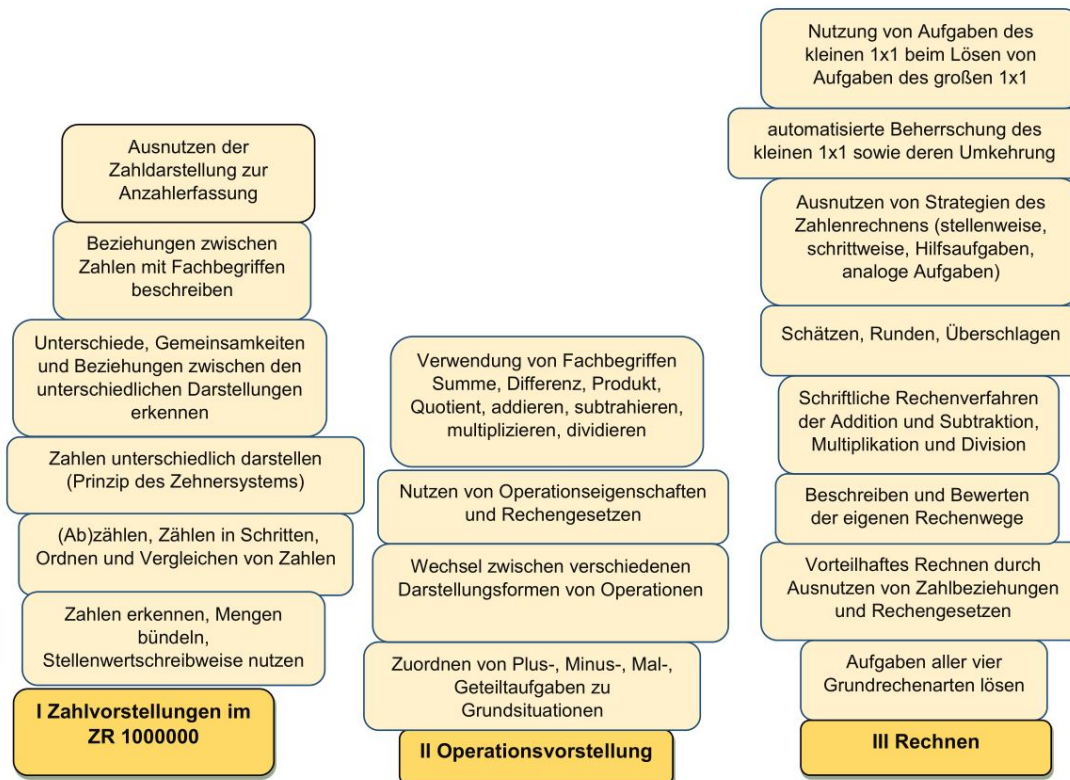 Ausnutzen der
Zahldarstellung zur
Anzahlerfassung
Beziehungen zwischen
Zahlen mit Fachbegriffen
beschreiben
Unterschiede, Gemeinsamkeiten
und Beziehungen zwischen den
unterschiedlichen Darstellungen
erkennen
Zahlen unterschiedlich darstellen
(Prinzip des Zehnersystems)
(Ab)zählen, Zählen in Schritten,
Ordnen und Vergleichen von Zahlen
Zahlen erkennen, Mengen
bündeln,
Stellenwertschreibweise nutzen
I Zahlvorstellungen im
ZR 1000000
Verwendung von Fachbegriffen
Summe, Differenz, Produkt,
Quotient, addieren, subtrahieren,
multiplizieren, dividieren
Nutzen von Operationseigenschaften
und Rechengesetzen
Wechsel zwischen verschiedenen
Darstellungsformen von Operationen
Zuordnen von Plus-, Minus-, Mal-,
Geteiltaufgaben zu
Grundsituationen
II Operationsvorstellung
Nutzung von Aufgaben des
kleinen 1x1 beim Lösen von
Aufgaben des großen 1x1
automatisierte Beherrschung des
kleinen 1x1 sowie deren Umkehrung
Ausnutzen von Strategien des
Zahlenrechnens (stellenweise,
schrittweise, Hilfsaufgaben,
analoge Aufgaben)
Schätzen, Runden, Überschlagen
Schriftliche Rechenverfahren
der Addition und Subtraktion,
Multiplikation und Division
Beschreiben und Bewerten
der eigenen Rechenwege
Vorteilhaftes Rechnen durch
Ausnutzen von Zahlbeziehungen
und Rechengesetzen
Aufgaben aller vier
Grundrechenarten lösen
III Rechnen